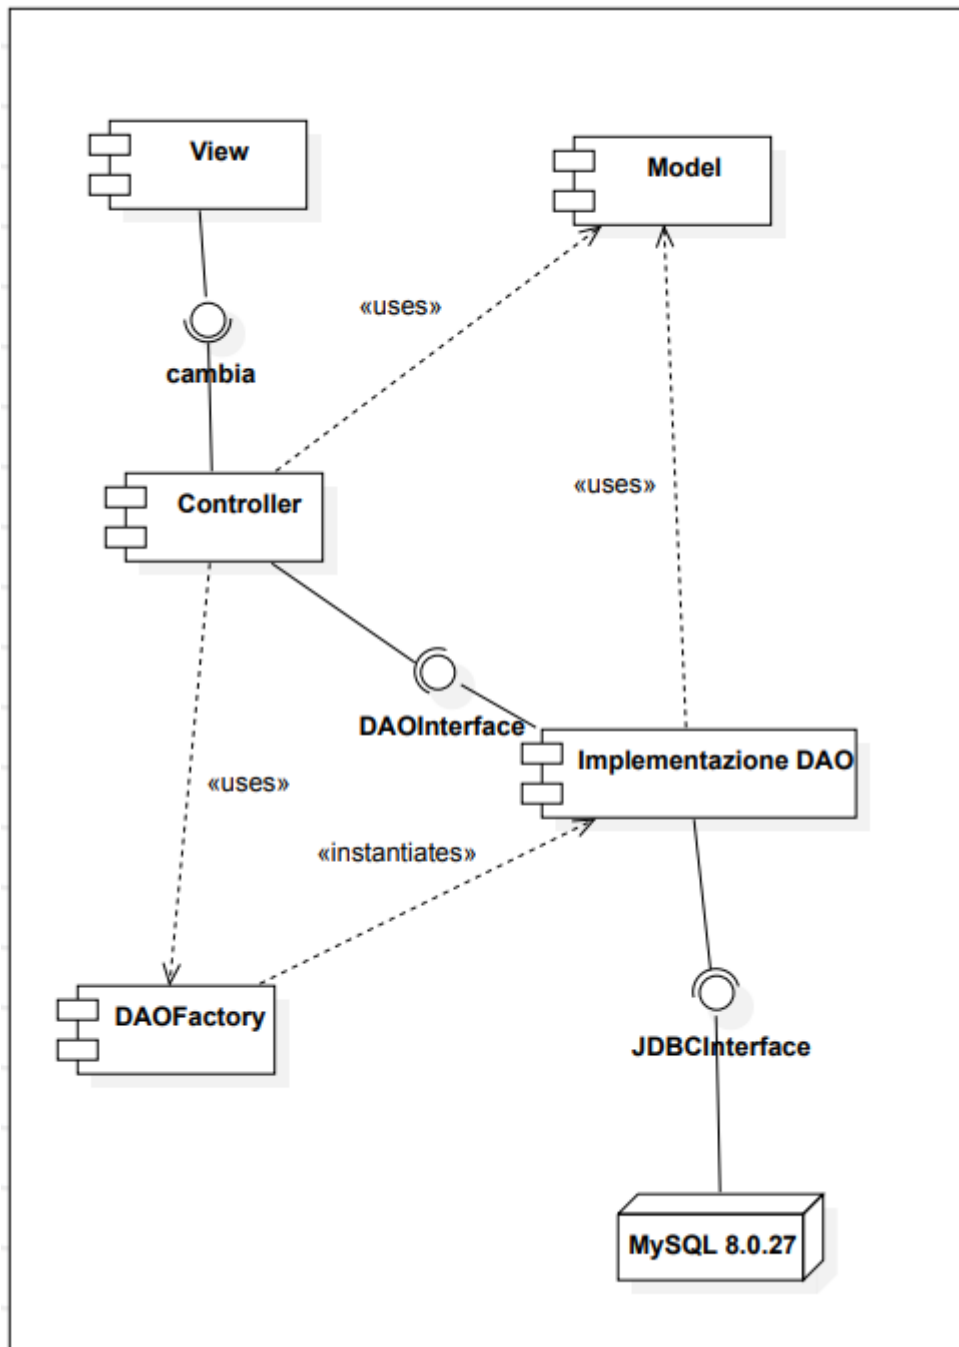 View
Model
«uses»
cambia
Controller
«uses»
DAOInterface
Implementazione DAO
«uses»
«instantiates»
DAOFactory
JDBCInterface
MySQL 8.0.27